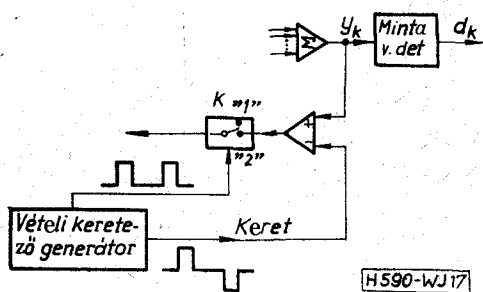 Σ
y_k
Minta
v. det
d_k
K "1"
"2"
+
-
Vételi kerete-
ző generátor
Keret
H590-WJ17